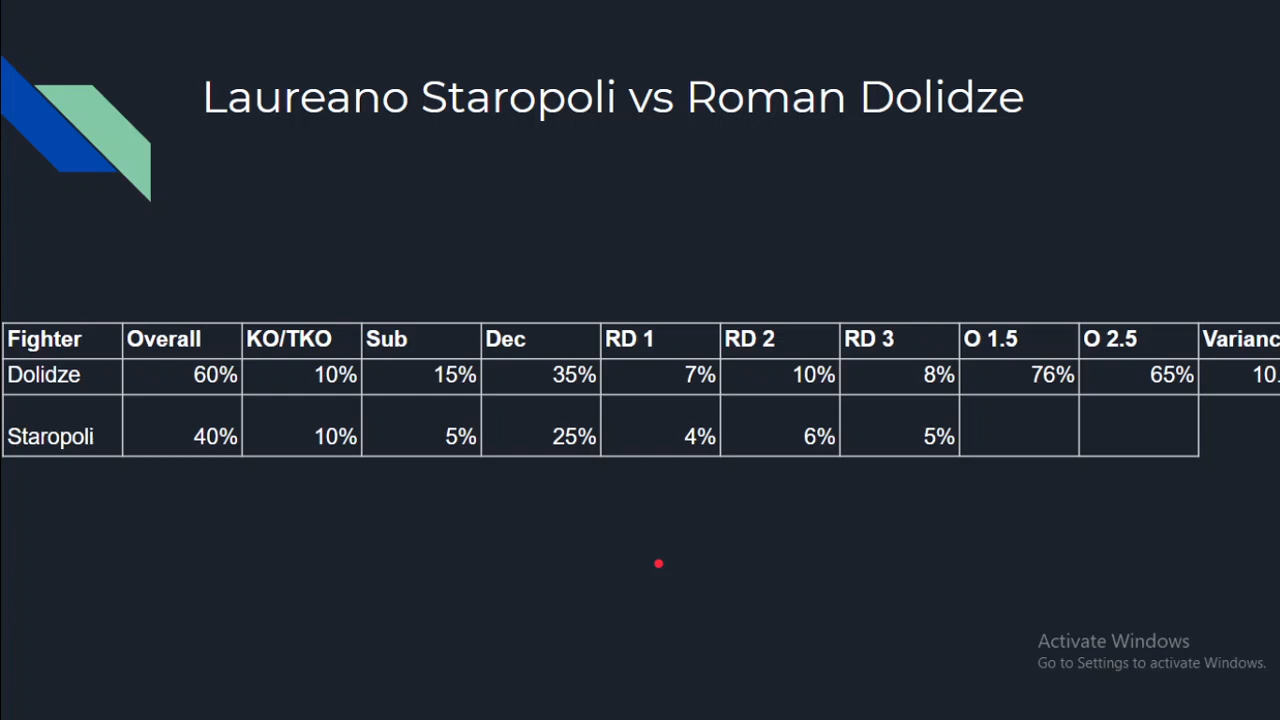 Laureano Staropoli vs Roman Dolidze
Fighter Overall KO/TKO Sub Dec RD 1 RD 2 RD 3 O 1.5 O 2.5 Varianc
Dolidze 60% 10% 15% 35% 7% 10% 8% 76% 65% 10.
Staropoli 40% 10% 5% 25% 4% 6% 5%
Activate Windows
Go to Settings to activate Windows.